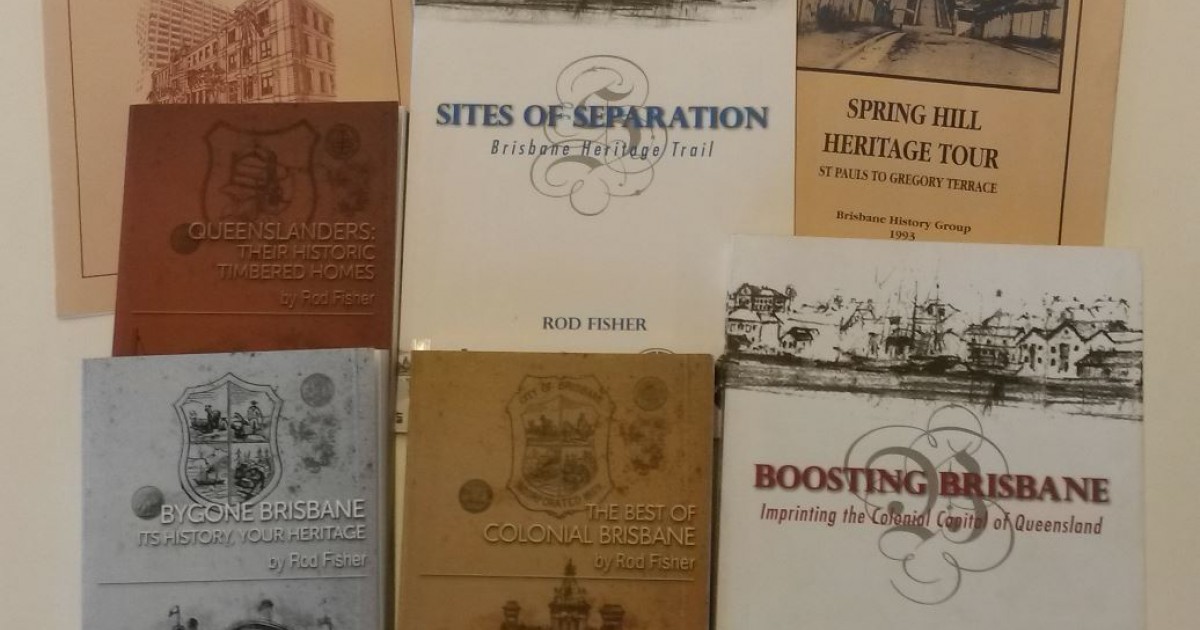 SITES OF SEPARATION
Brisbane Heritage Trail
ROD FISHER
SPRING HILL
HERITAGE TOUR
ST PAULS TO GREGORY TERRACE
Brisbane History Group
1993
QUEENSLANDERS:
THEIR HISTORIC
TIMBERED HOMES
by Rod Fisher
BYGONE BRISBANE
ITS HISTORY, YOUR HERITAGE
by Rod Fisher
CITY OF BRISBANE
THE BEST OF
COLONIAL BRISBANE
by Rod Fisher
BOOSTING BRISBANE
Imprinting the Colonial Capital of Queensland